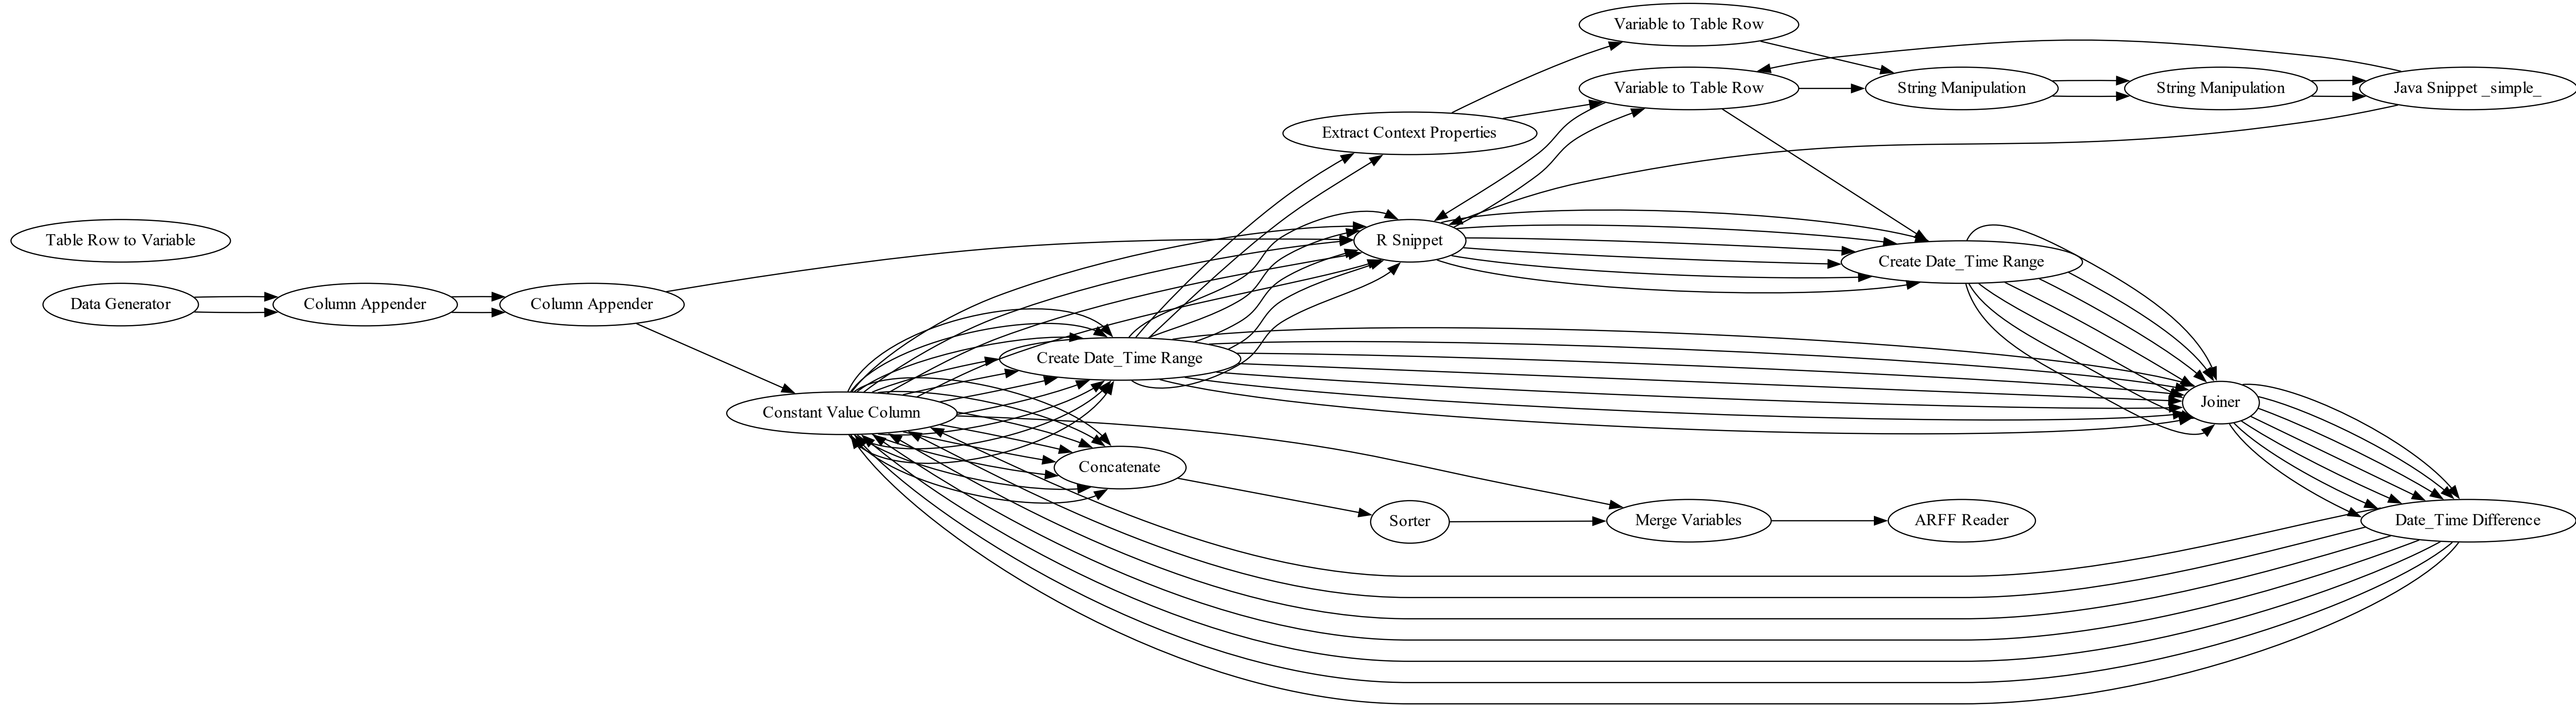 Variable to Table Row
Variable to Table Row
String Manipulation
String Manipulation
Java Snippet _simple_
Extract Context Properties
Table Row to Variable
R Snippet
Create Date_Time Range
Data Generator
Column Appender
Column Appender
Create Date_Time Range
Constant Value Column
Joiner
Concatenate
Sorter
Merge Variables
ARFF Reader
Date_Time Difference